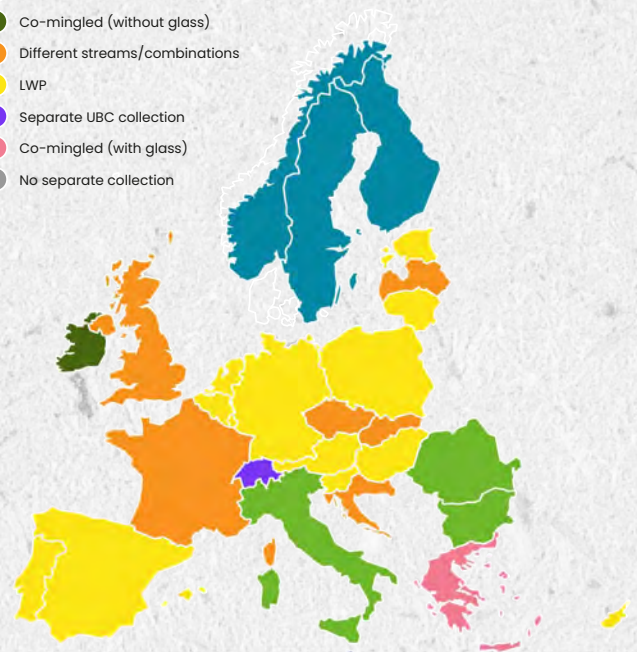 Co-mingled (without glass)
Different streams/combinations
LWP
Separate UBC collection
Co-mingled (with glass)
No separate collection